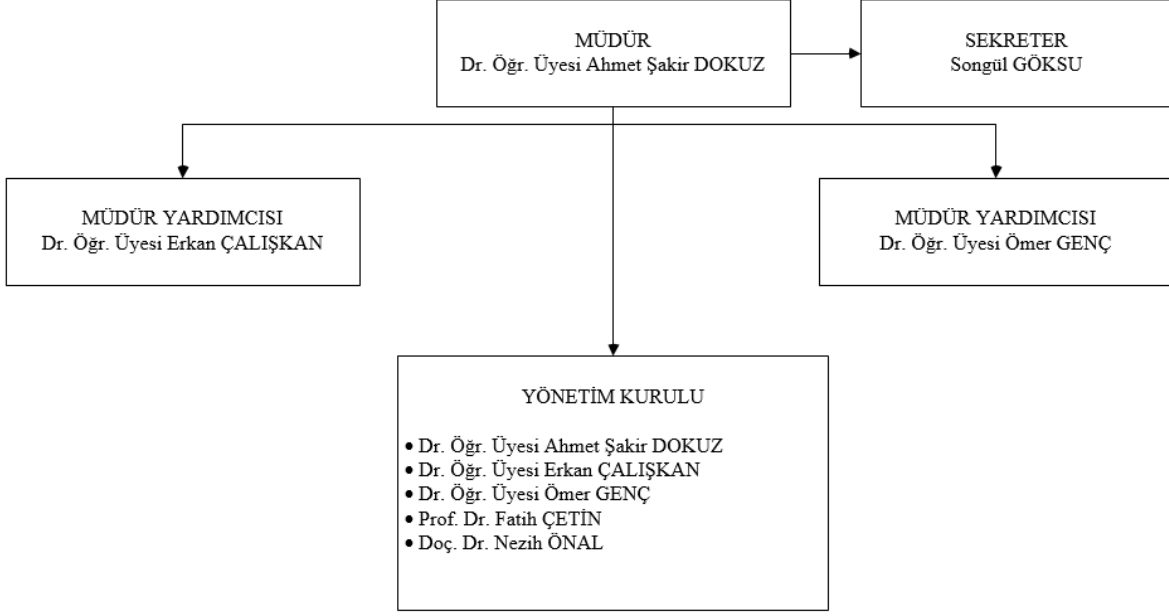 MÜDÜR
Dr. Öğr. Üyesi Ahmet Şakir DOKUZ
SEKRETER
Songül GÖKSU
MÜDÜR YARDIMCISI
Dr. Öğr. Üyesi Erkan ÇALIŞKAN
MÜDÜR YARDIMCISI
Dr. Öğr. Üyesi Ömer GENÇ
YÖNETİM KURULU
• Dr. Öğr. Üyesi Ahmet Şakir DOKUZ
• Dr. Öğr. Üyesi Erkan ÇALIŞKAN
• Dr. Öğr. Üyesi Ömer GENÇ
• Prof. Dr. Fatih ÇETİN
• Doç. Dr. Nezih ÖNAL